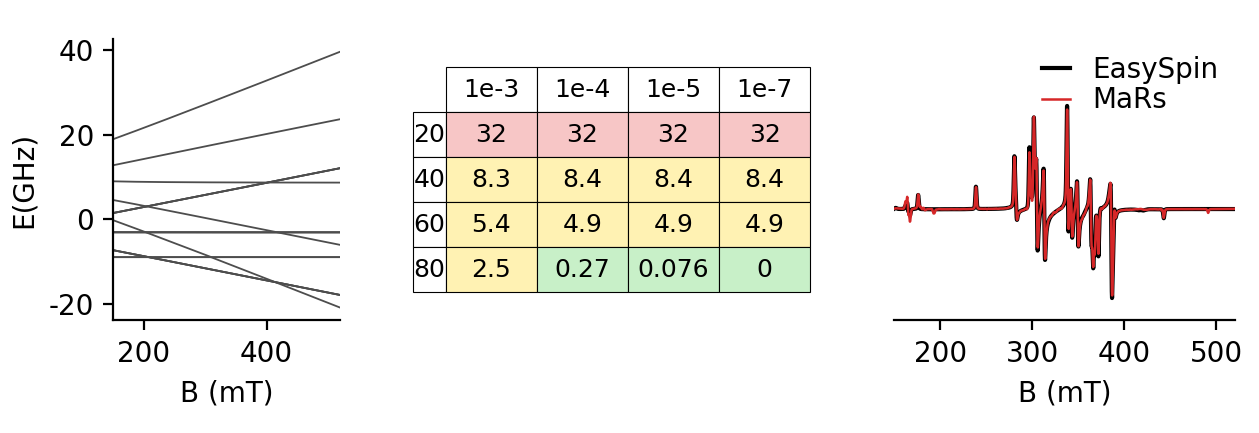 40
20
0
-20
E(GHz)
200 400
B (mT)
1e-3 1e-4 1e-5 1e-7
20 32 32 32 32
40 8.3 8.4 8.4 8.4
60 5.4 4.9 4.9 4.9
80 2.5 0.27 0.076 0
EasySpin
MaRs
200 300 400 500
B (mT)